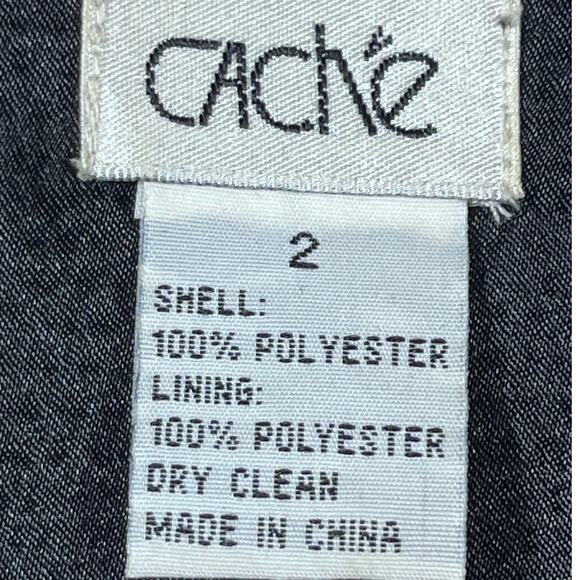 CAChé
2
SHELL:
100% POLYESTER
LINING:
100% POLYESTER
DRY CLEAN
MADE IN CHINA